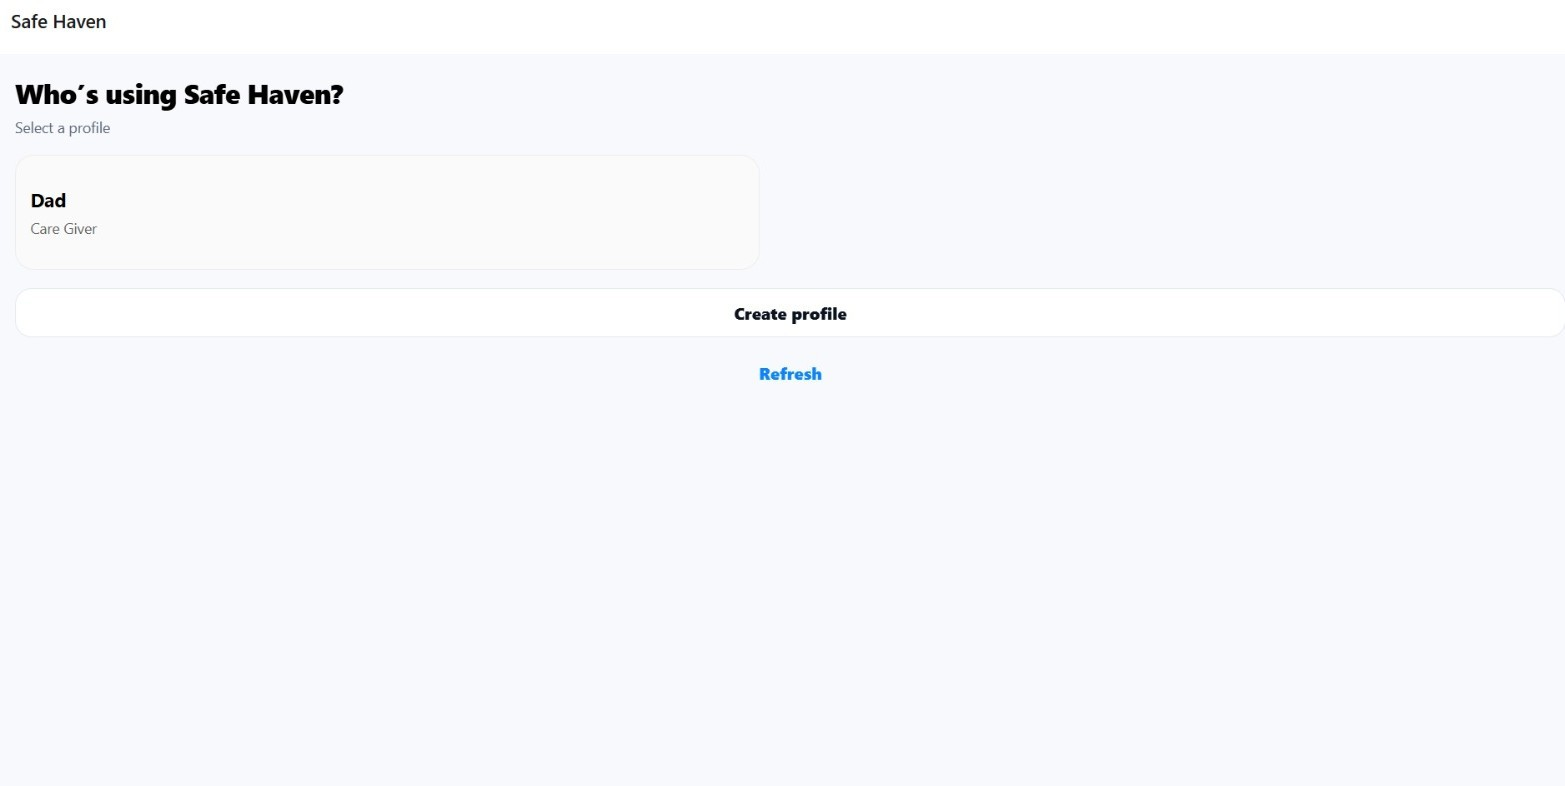 Safe Haven
Who´s using Safe Haven?
Select a profile
Dad
Care Giver
Create profile
Refresh